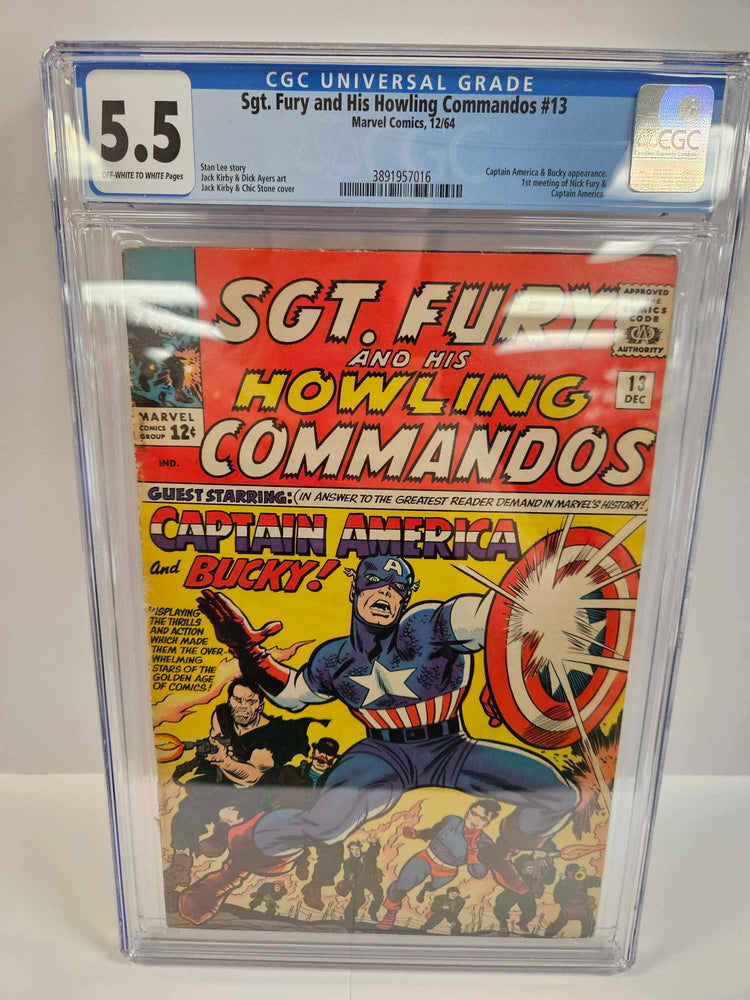 CGC UNIVERSAL GRADE
5.5
OFF-WHITE TO WHITE Pages
Sgt. Fury and His Howling Commandos #13
Marvel Comics, 12/64
Stan Lee story
Jack Kirby & Dick Ayers art
Jack Kirby & Chic Stone cover
3891957016
Captain America & Bucky appearance.
1st meeting of Nick Fury &
Captain America.
CGC
SGT. FURY
AND HIS
HOWLING
COMMANDOS
APPROVED
BY THE
COMICS
CODE
AUTHORITY
13
DEC
MARVEL
COMICS
GROUP 12¢
IND.
GUEST STARRING: (IN ANSWER TO THE GREATEST READER DEMAND IN MARVEL'S HISTORY!)
CAPTAIN AMERICA
and BUCKY!
A
DISPLAYING
THE THRILLS
AND ACTION
WHICH MADE
THEM THE OVER-
WHELMING
STARS OF THE
GOLDEN AGE
OF COMICS!